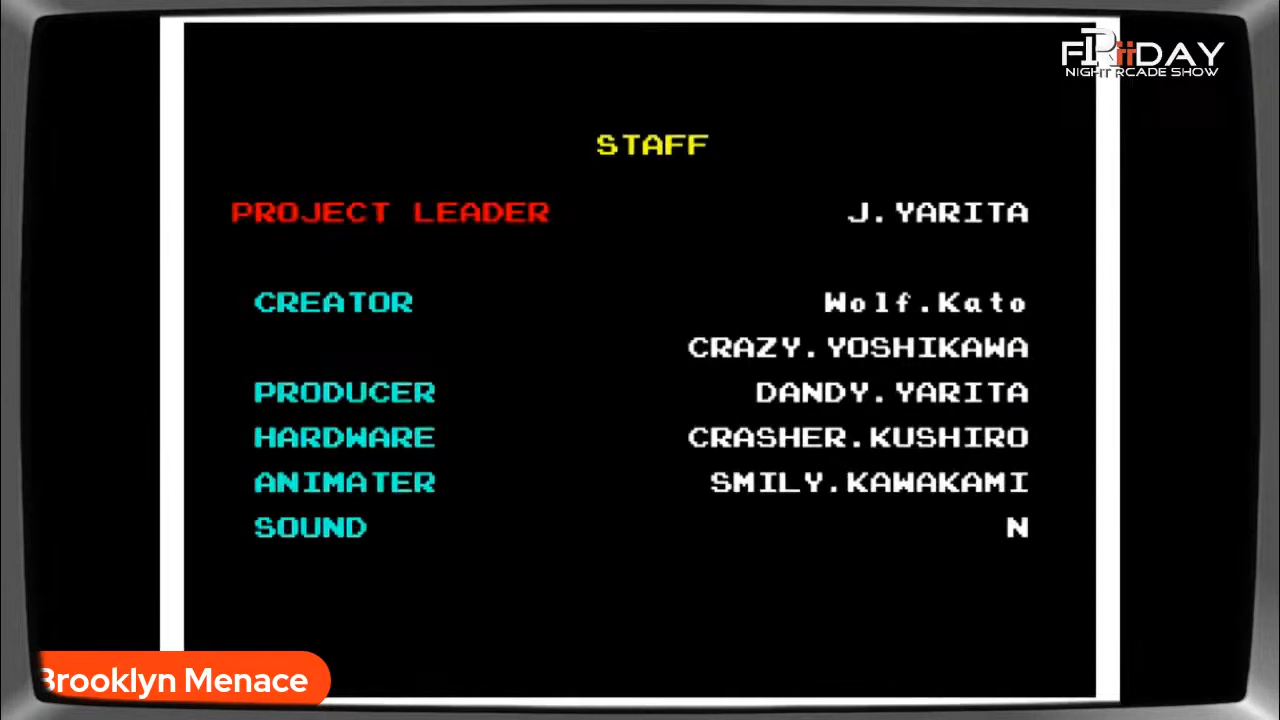 FRiiDAY
NIGHT RCADE SHOW
STAFF
PROJECT LEADER J.YARITA
CREATOR Wolf.Kato
CRAZY.YOSHIKAWA
PRODUCER DANDY.YARITA
HARDWARE CRASHER.KUSHIRO
ANIMATER SMILY.KAWAKAMI
SOUND N
Brooklyn Menace